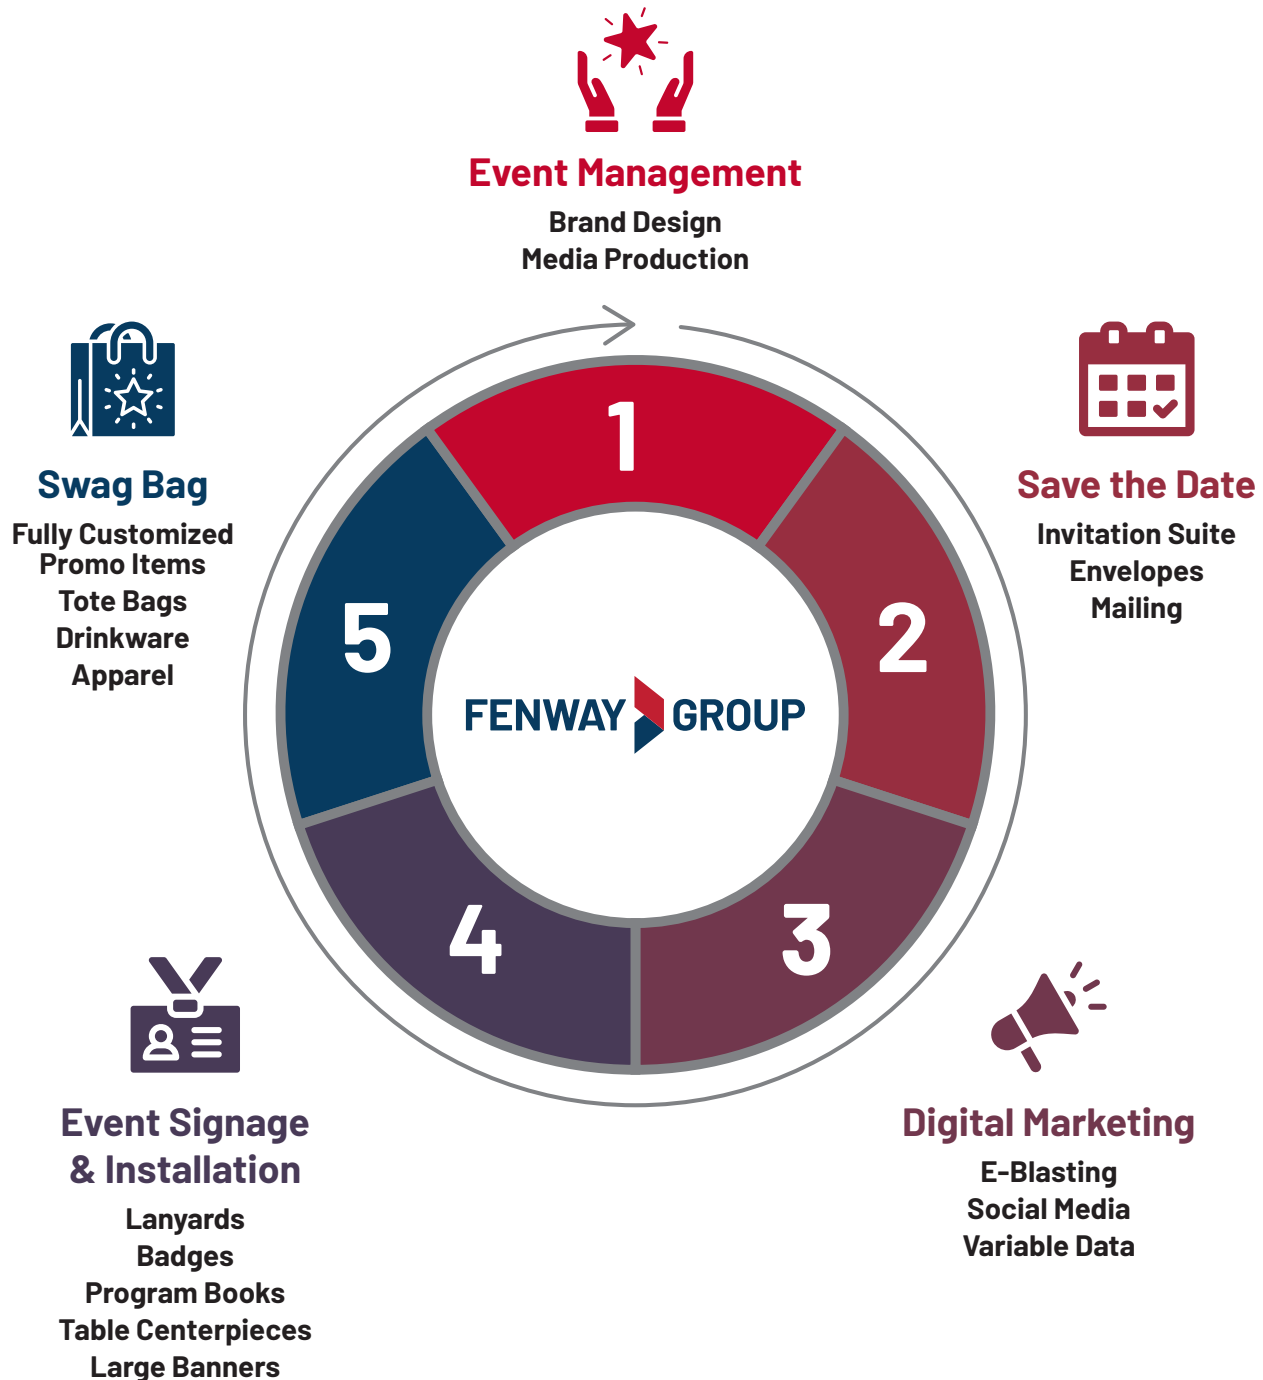 Event Management
Brand Design
Media Production
1
Save the Date
Invitation Suite
Envelopes
Mailing
2
Digital Marketing
E-Blasting
Social Media
Variable Data
3
Event Signage
& Installation
Lanyards
Badges
Program Books
Table Centerpieces
Large Banners
4
Swag Bag
Fully Customized
Promo Items
Tote Bags
Drinkware
Apparel
5
FENWAY GROUP